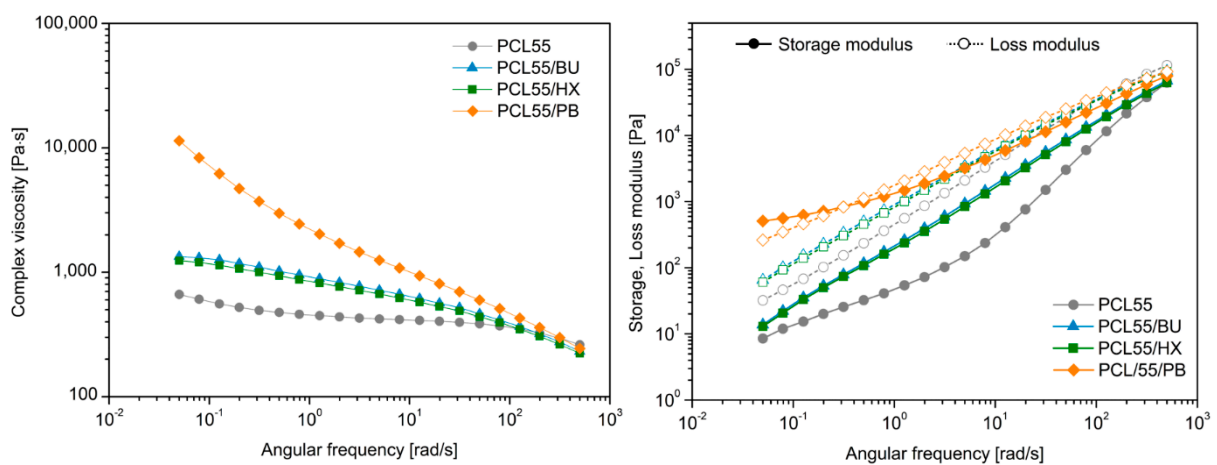 100,000
10,000
1,000
100
Complex viscosity [Pa·s]
PCL55
PCL55/BU
PCL55/HX
PCL55/PB
10-2 10-1 100 101 102 103
Angular frequency [rad/s]
105
104
103
102
101
100
Storage, Loss modulus [Pa]
Storage modulus Loss modulus
PCL55
PCL55/BU
PCL55/HX
PCL/55/PB
10-2 10-1 100 101 102 103
Angular frequency [rad/s]